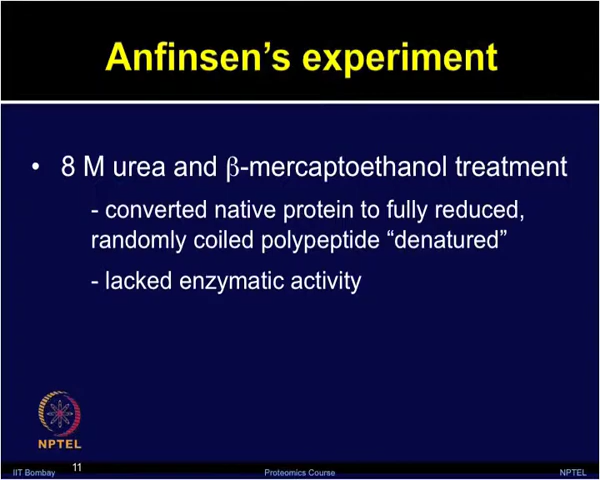 Anfinsen's experiment
• 8 M urea and β-mercaptoethanol treatment
- converted native protein to fully reduced,
randomly coiled polypeptide “denatured”
- lacked enzymatic activity
NPTEL
IIT Bombay 11 Proteomics Course NPTEL